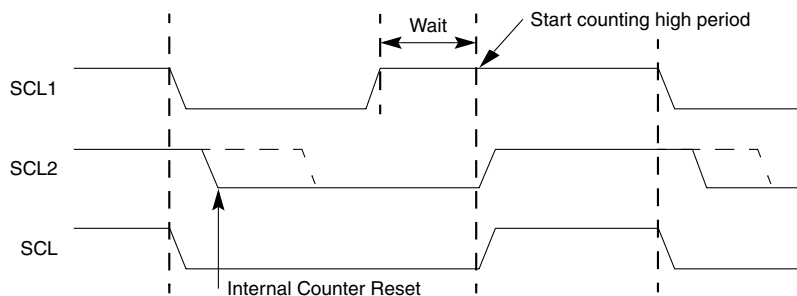 Wait
Start counting high period
SCL1
SCL2
SCL
Internal Counter Reset